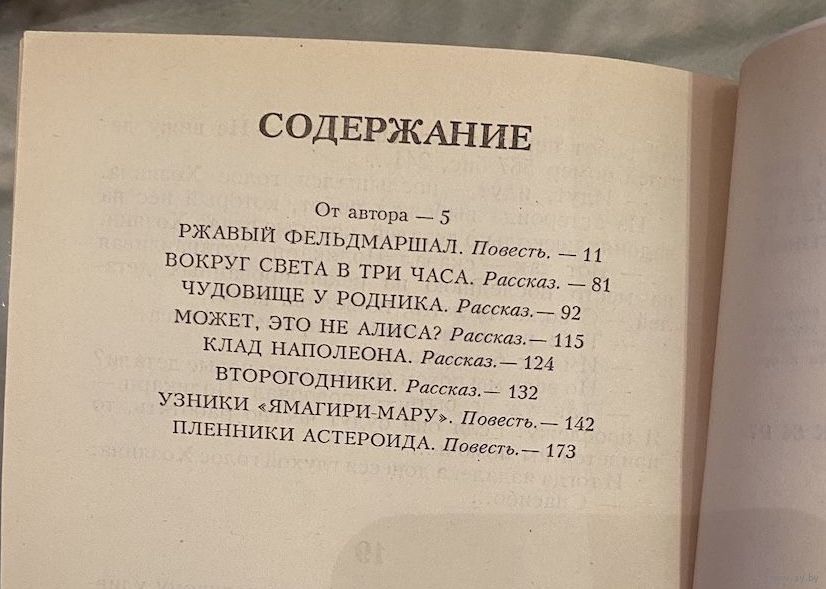 СОДЕРЖАНИЕ
От автора — 5
РЖАВЫЙ ФЕЛЬДМАРШАЛ. Повесть. — 11
ВОКРУГ СВЕТА В ТРИ ЧАСА. Рассказ. — 81
ЧУДОВИЩЕ У РОДНИКА. Рассказ.— 92
МОЖЕТ, ЭТО НЕ АЛИСА? Рассказ.— 115
КЛАД НАПОЛЕОНА. Рассказ.— 124
ВТОРОГОДНИКИ. Рассказ.— 132
УЗНИКИ «ЯМАГИРИ-МАРУ». Повесть.— 142
ПЛЕННИКИ АСТЕРОИДА. Повесть.— 173